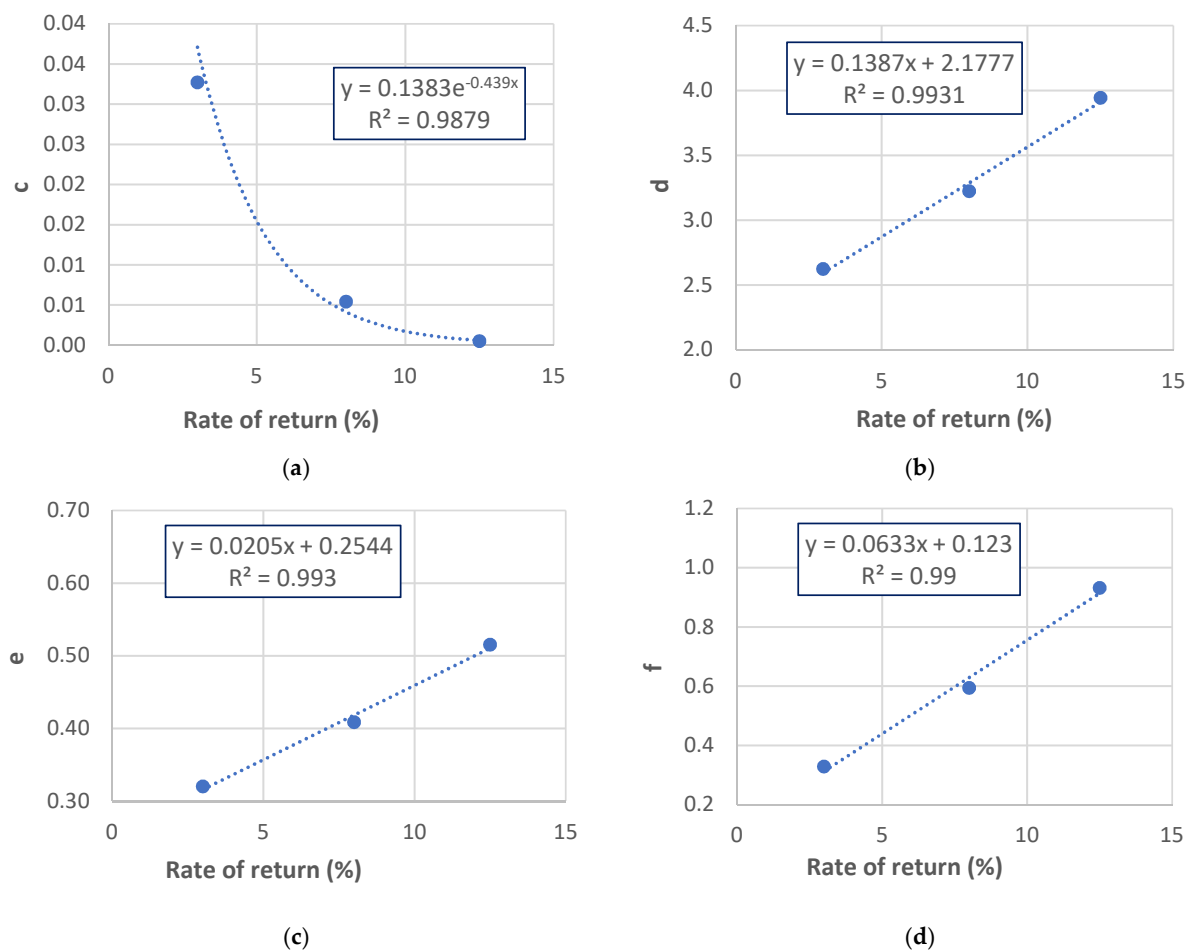 0.04
0.04
0.03
0.03
0.02
0.02
0.01
0.01
0.00
c
y = 0.1383e^-0.439x
R² = 0.9879
0 5 10 15
Rate of return (%)
(a)
4.5
4.0
3.5
3.0
2.5
2.0
d
y = 0.1387x + 2.1777
R² = 0.9931
0 5 10 15
Rate of return (%)
(b)
0.70
0.60
0.50
0.40
0.30
e
y = 0.0205x + 0.2544
R² = 0.993
0 5 10 15
Rate of return (%)
(c)
1.2
1.0
0.8
0.6
0.4
0.2
f
y = 0.0633x + 0.123
R² = 0.99
0 5 10 15
Rate of return (%)
(d)